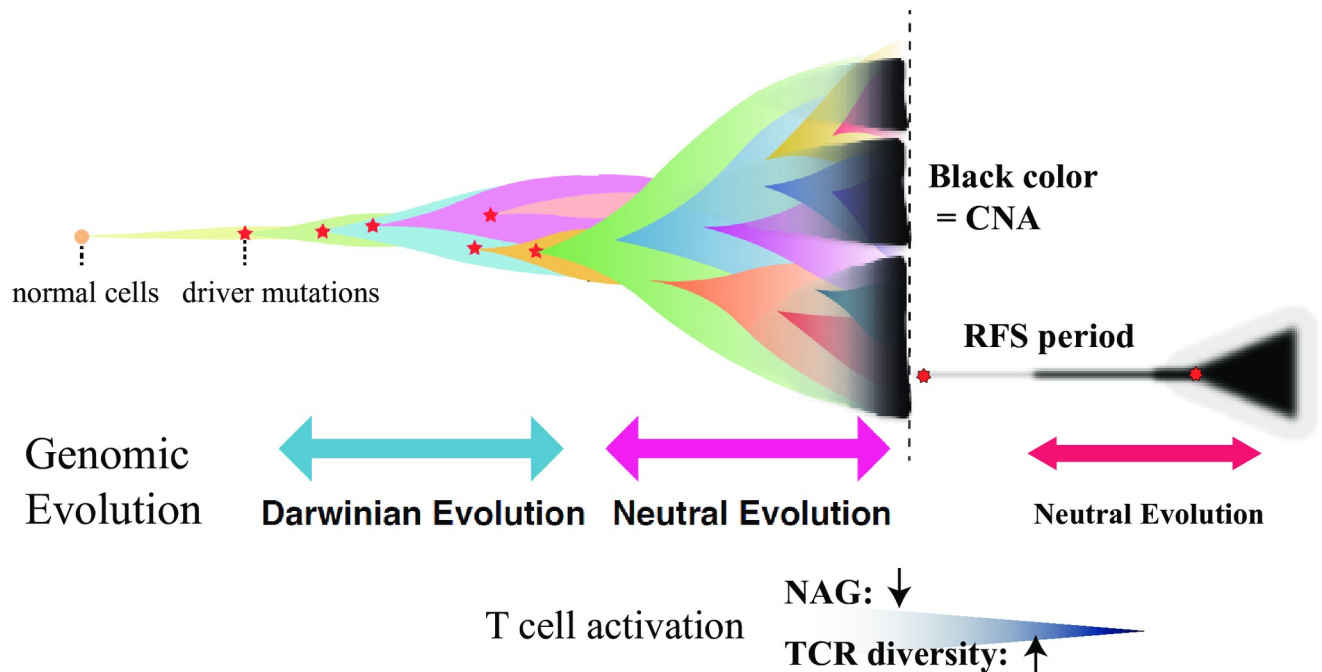 Black color
= CNA
normal cells
driver mutations
RFS period
Genomic
Evolution
Darwinian Evolution
Neutral Evolution
Neutral Evolution
T cell activation
NAG: ↓
TCR diversity: ↑